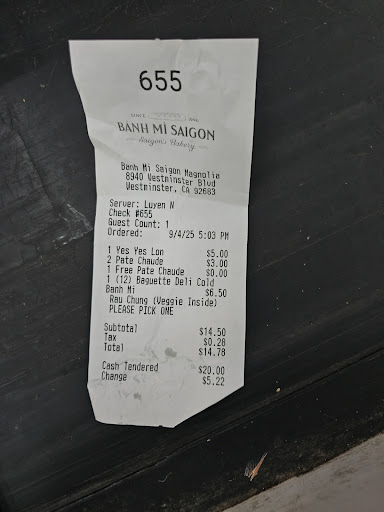 655
SINCE
BÁNH MÌ SAIGON
Saigon's Bakery
Banh Mi Saigon Magnolia
8940 Westminster Blvd
Westminster, CA 92683
Server: Luyen N
Check #655
Guest Count: 1
Ordered: 9/4/25 5:03 PM
1 Yes Yes Lon $5.00
2 Pate Chaude $3.00
1 Free Pate Chaude $0.00
1 (12) Baguette Deli Cold
Banh Mi $6.50
Rau Chung (Veggie Inside)
PLEASE PICK ONE
Subtotal $14.50
Tax $0.28
Total $14.78
Cash Tendered $20.00
Change $5.22